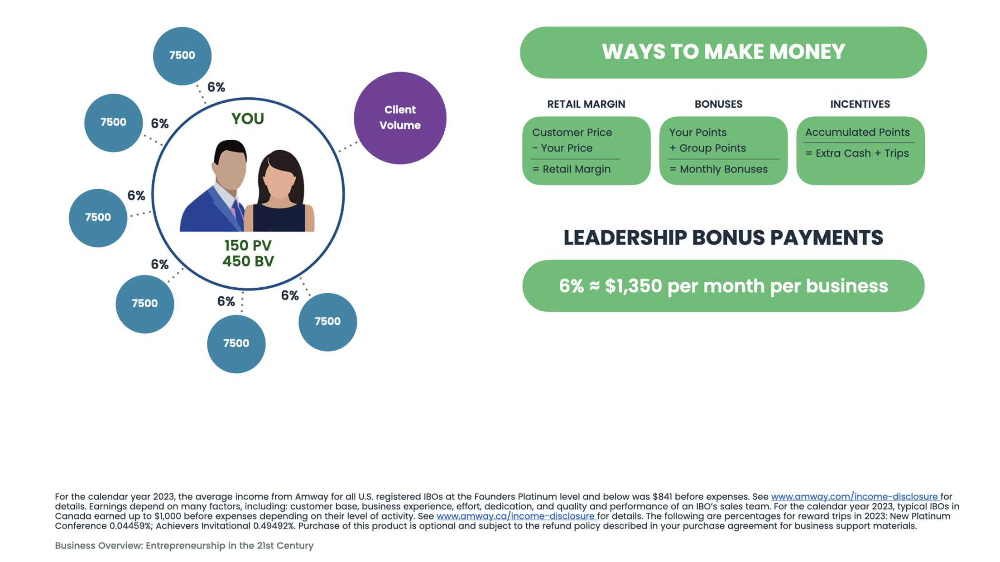 7500
6%
7500
6%
7500
6%
7500
6%
7500
6%
7500
6%
YOU
150 PV
450 BV
Client
Volume
WAYS TO MAKE MONEY
RETAIL MARGIN
Customer Price
- Your Price
= Retail Margin
BONUSES
Your Points
+ Group Points
= Monthly Bonuses
INCENTIVES
Accumulated Points
= Extra Cash + Trips
LEADERSHIP BONUS PAYMENTS
6% ≈ $1,350 per month per business
For the calendar year 2023, the average income from Amway for all U.S. registered IBOs at the Founders Platinum level and below was $841 before expenses. See www.amway.com/income-disclosure for
details. Earnings depend on many factors, including: customer base, business experience, effort, dedication, and quality and performance of an IBO’s sales team. For the calendar year 2023, typical IBOs in
Canada earned up to $1,000 before expenses depending on their level of activity. See www.amway.ca/income-disclosure for details. The following are percentages for reward trips in 2023: New Platinum
Conference 0.04459%; Achievers Invitational 0.49492%. Purchase of this product is optional and subject to the refund policy described in your purchase agreement for business support materials.
Business Overview: Entrepreneurship in the 21st Century